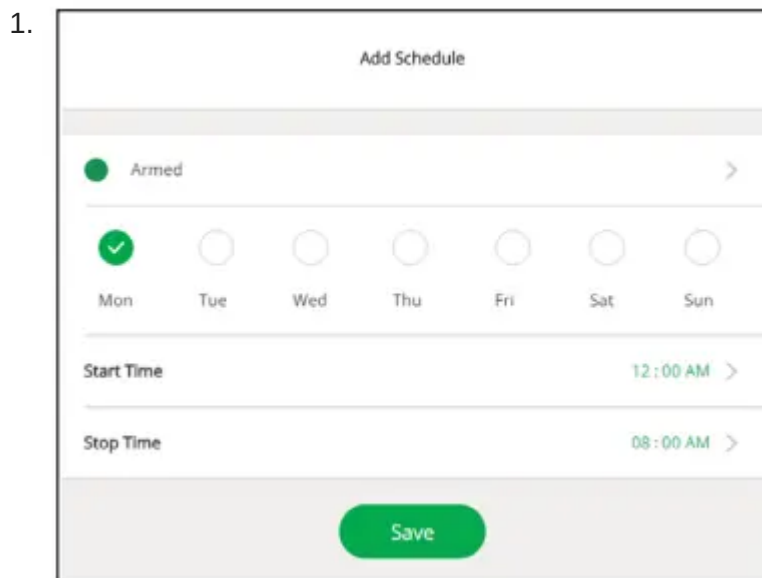 1.
Add Schedule
Armed
Mon Tue Wed Thu Fri Sat Sun
Start Time 12 : 00 AM
Stop Time 08 : 00 AM
Save